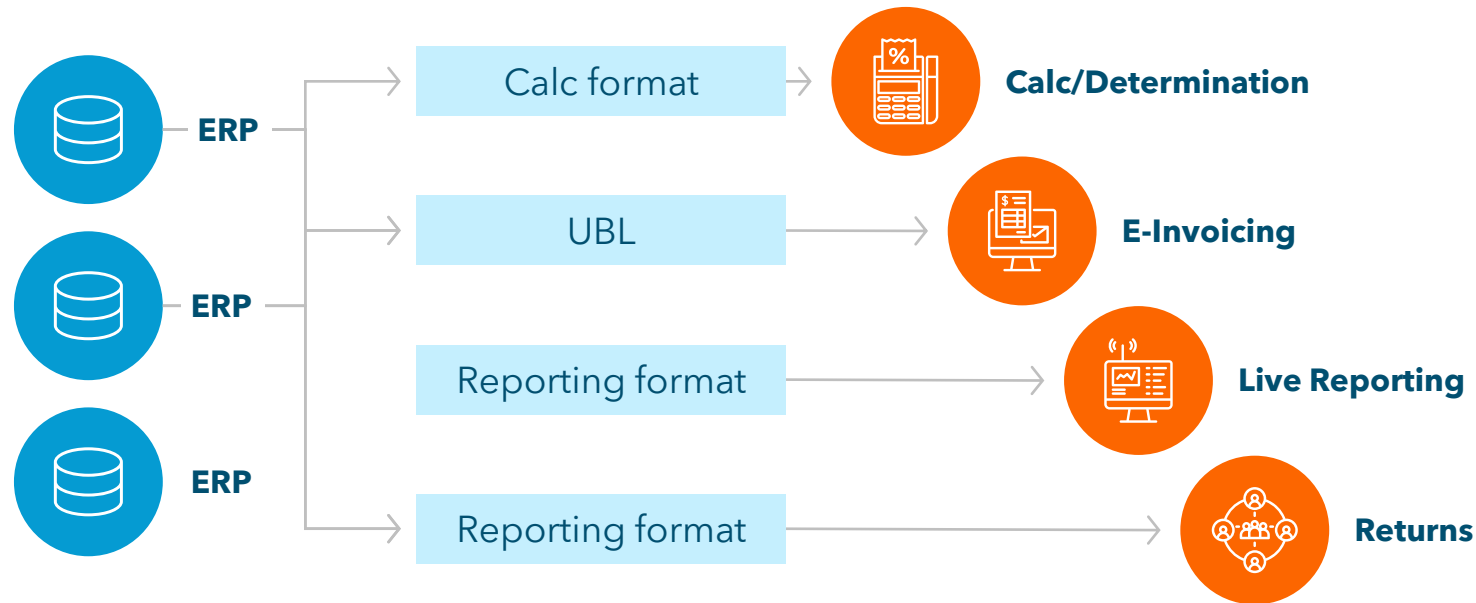 ERP
ERP
ERP
Calc format
UBL
Reporting format
Reporting format
%
Calc/Determination
$
E-Invoicing
Live Reporting
Returns